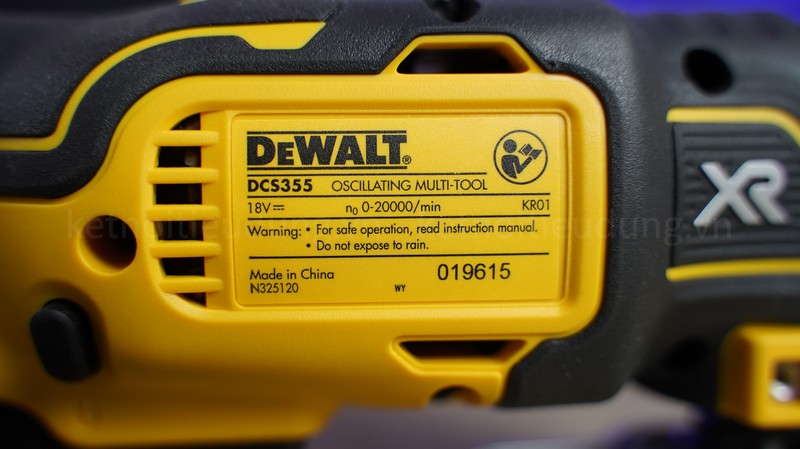 DEWALT®
DCS355 OSCILLATING MULTI-TOOL
18V⎓ n0 0-20000/min KR01
Warning: • For safe operation, read instruction manual.
• Do not expose to rain.
Made in China 019615
N325120 WY
XR